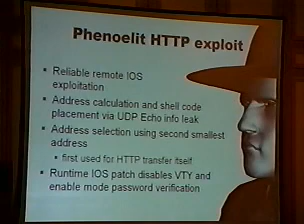 Phenoelit HTTP exploit
• Reliable remote IOS
exploitation
• Address calculation and shell code
placement via UDP Echo info leak
• Address selection using second smallest
address
• first used for HTTP transfer itself
• Runtime IOS patch disables VTY and
enable mode password verification